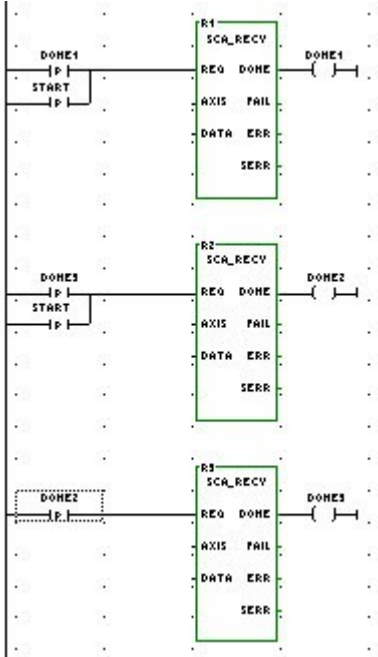 R1
SCA_RECV
DONE1 DONE1
REQ DONE
START
P
P
AXIS FAIL
DATA ERR
SERR
R2
SCA_RECV
DONE3 DONE2
REQ DONE
P
START
P
AXIS FAIL
DATA ERR
SERR
R3
SCA_RECV
DONE2 DONE3
P
REQ DONE
AXIS FAIL
DATA ERR
SERR